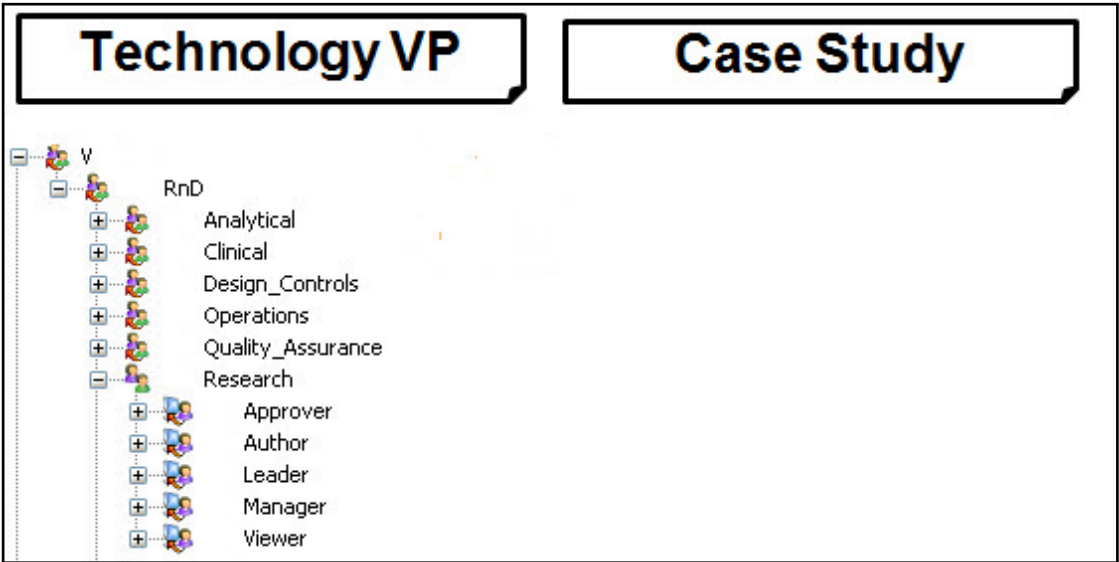 Technology VP
Case Study
V
RnD
Analytical
Clinical
Design_Controls
Operations
Quality_Assurance
Research
Approver
Author
Leader
Manager
Viewer